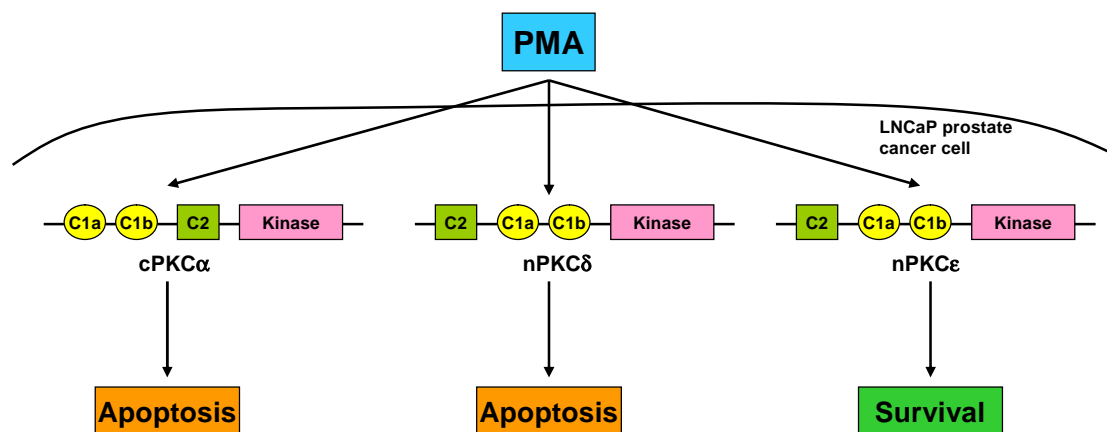 PMA
LNCaP prostate
cancer cell
C1a C1b C2 Kinase
C2 C1a C1b Kinase
C2 C1a C1b Kinase
cPKCα
nPKCδ
nPKCε
Apoptosis
Apoptosis
Survival